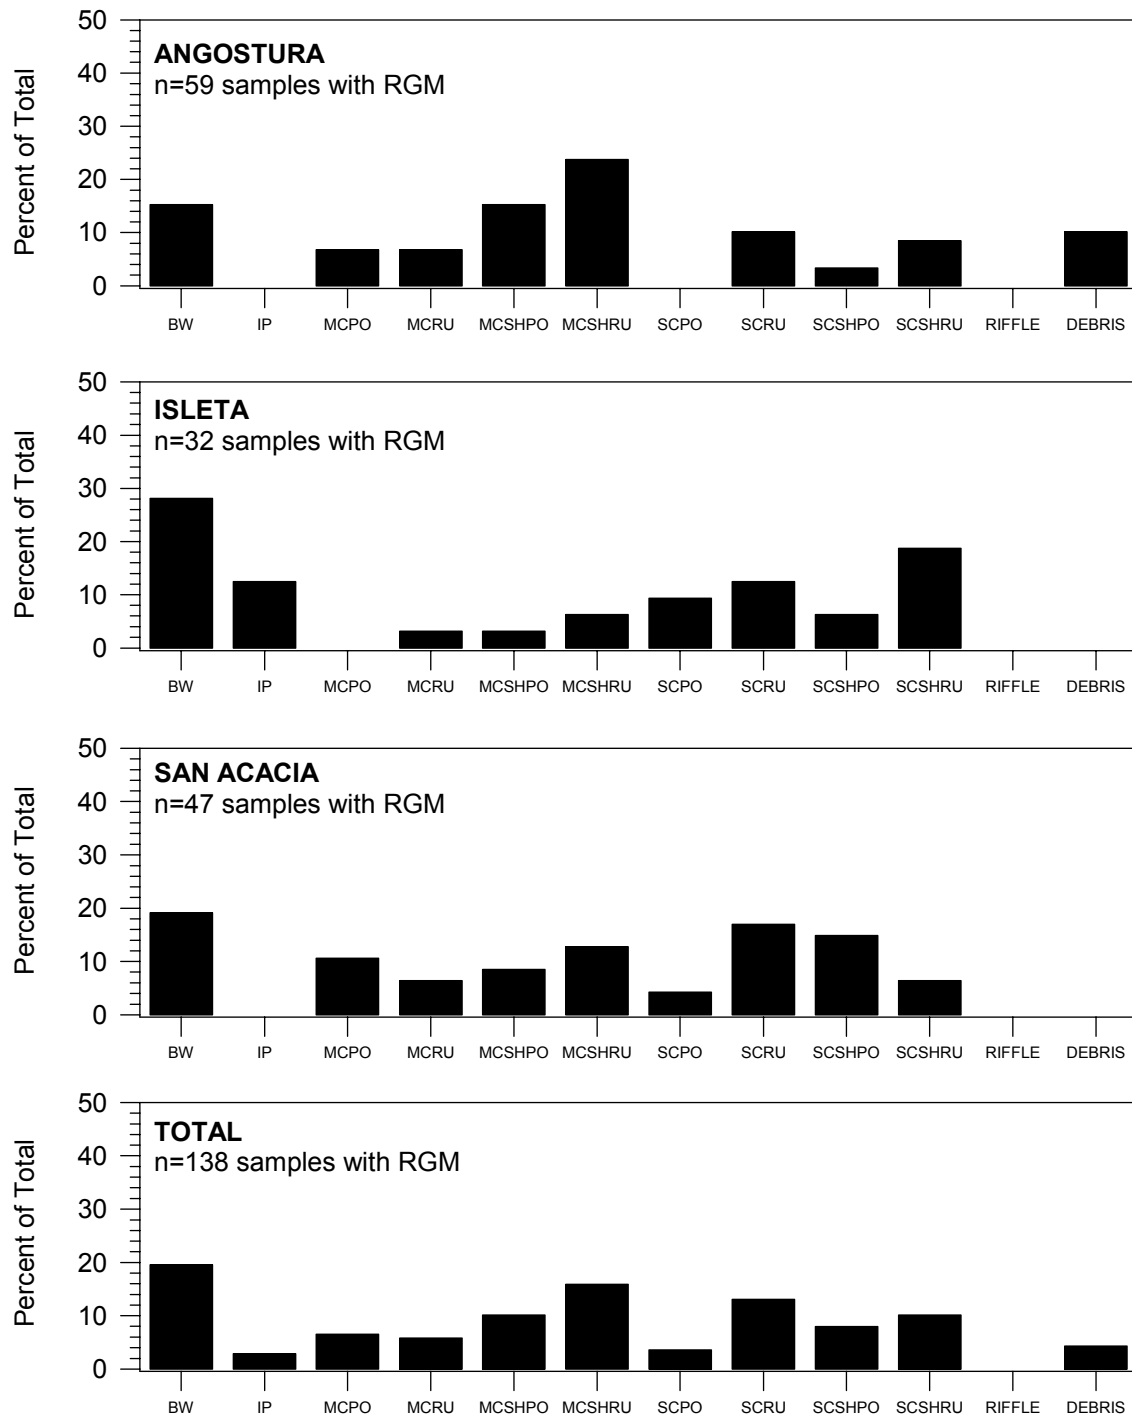 50
40
30
20
10
0
Percent of Total
ANGOSTURA
n=59 samples with RGM
BW IP MCPO MCRU MCSHPO MCSHRU SCPO SCRU SCSHPO SCSHRU RIFFLE DEBRIS
50
40
30
20
10
0
Percent of Total
ISLETA
n=32 samples with RGM
BW IP MCPO MCRU MCSHPO MCSHRU SCPO SCRU SCSHPO SCSHRU RIFFLE DEBRIS
50
40
30
20
10
0
Percent of Total
SAN ACACIA
n=47 samples with RGM
BW IP MCPO MCRU MCSHPO MCSHRU SCPO SCRU SCSHPO SCSHRU RIFFLE DEBRIS
50
40
30
20
10
0
Percent of Total
TOTAL
n=138 samples with RGM
BW IP MCPO MCRU MCSHPO MCSHRU SCPO SCRU SCSHPO SCSHRU RIFFLE DEBRIS